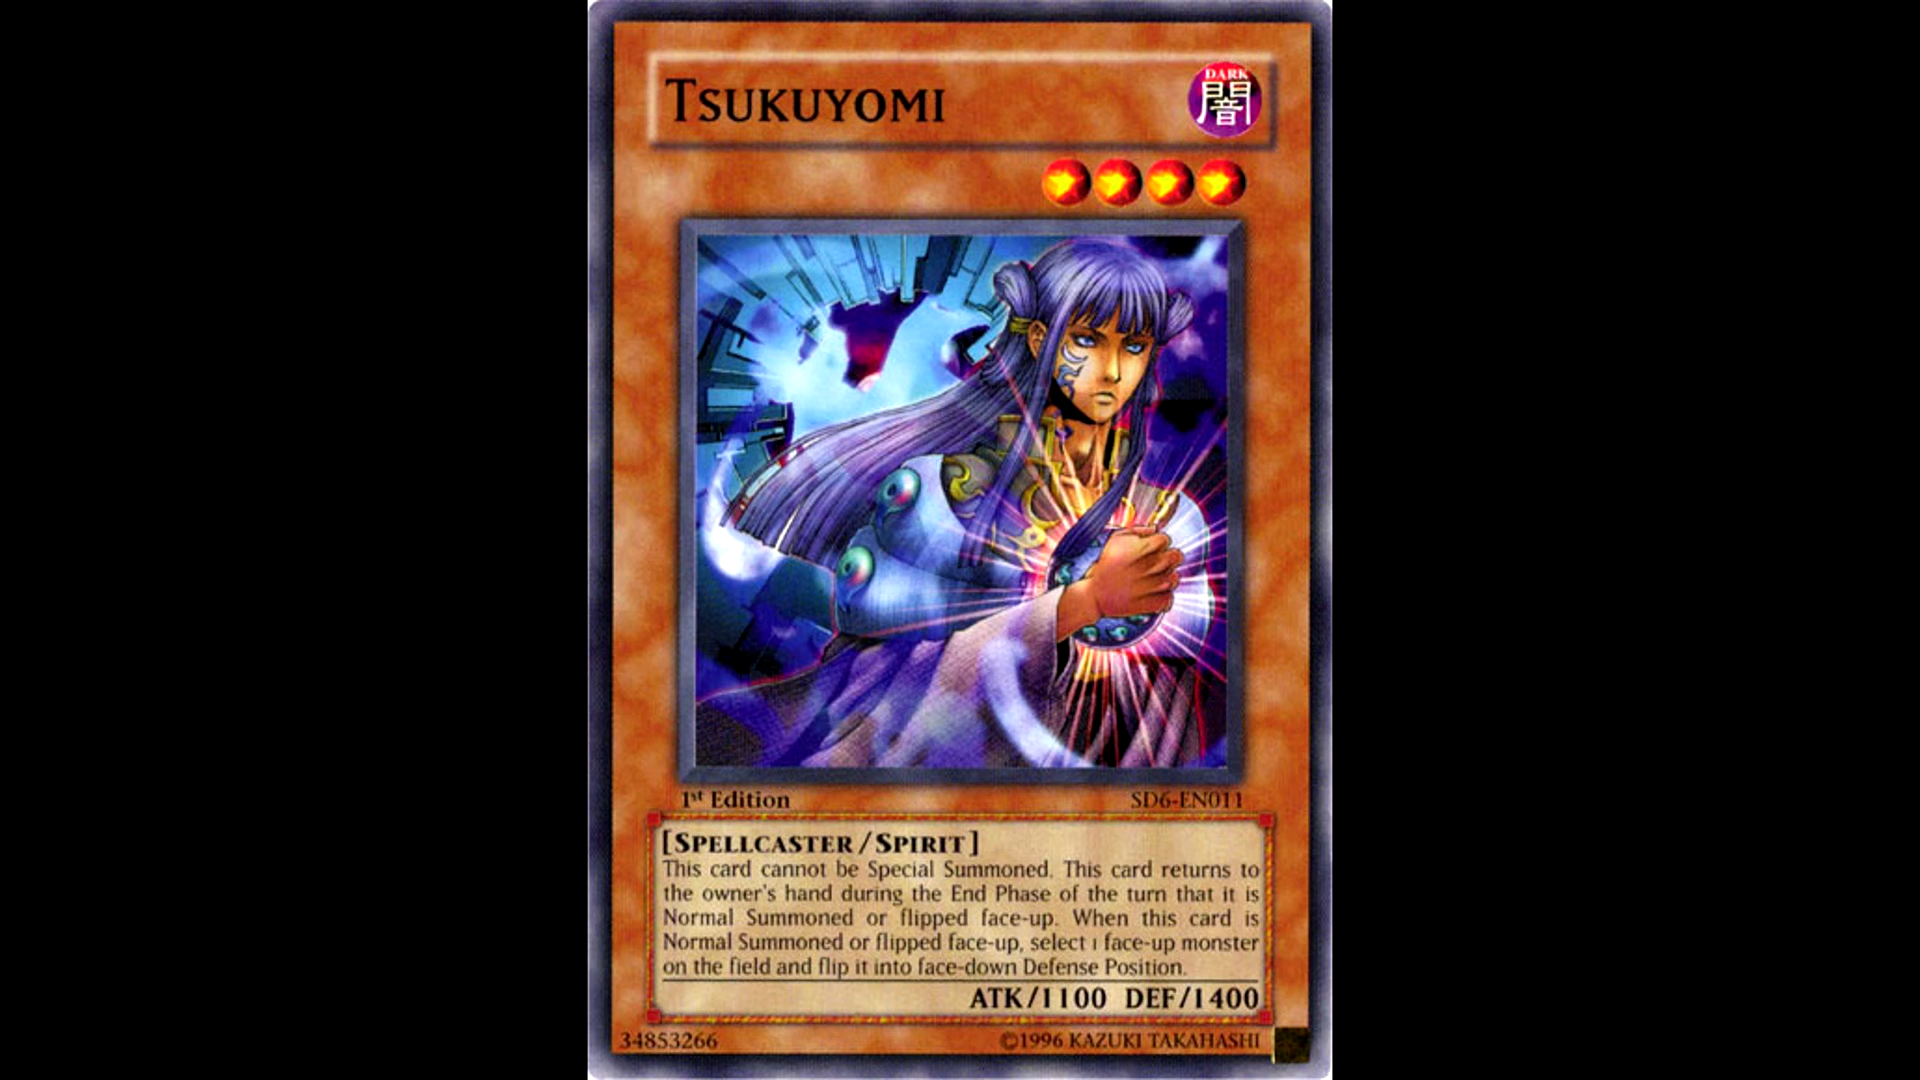 TSUKUYOMI
DARK
闇
1st Edition
SD6-EN011
[SPELLCASTER/SPIRIT]
This card cannot be Special Summoned. This card returns to
the owner's hand during the End Phase of the turn that it is
Normal Summoned or flipped face-up. When this card is
Normal Summoned or flipped face-up, select 1 face-up monster
on the field and flip it into face-down Defense Position.
ATK/1100 DEF/1400
34853266
©1996 KAZUKI TAKAHASHI